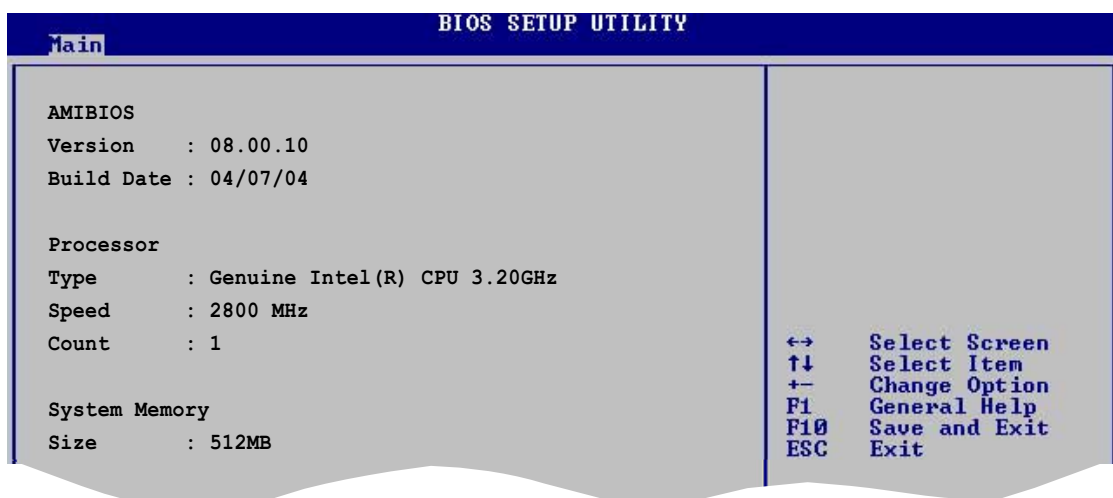 BIOS SETUP UTILITY
Main
AMIBIOS
Version : 08.00.10
Build Date : 04/07/04
Processor
Type : Genuine Intel(R) CPU 3.20GHz
Speed : 2800 MHz
Count : 1
System Memory
Size : 512MB
←→ Select Screen
↑↓ Select Item
+- Change Option
F1 General Help
F10 Save and Exit
ESC Exit